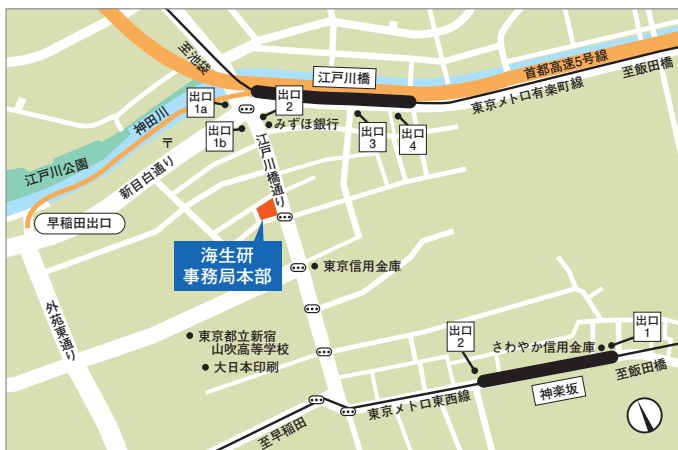 至池袋
江戸川橋
首都高速5号線
至飯田橋
東京メトロ有楽町線
出口
1a
出口
2
みずほ銀行
出口
1b
出口
3
出口
4
神田川
〒
江戸川公園
新目白通り
江戸川橋通り
早稲田出口
海生研
事務局本部
東京信用金庫
外苑東通り
東京都立新宿
山吹高等学校
大日本印刷
出口
2
さわやか信用金庫
出口
1
至飯田橋
神楽坂
東京メトロ東西線
至早稲田